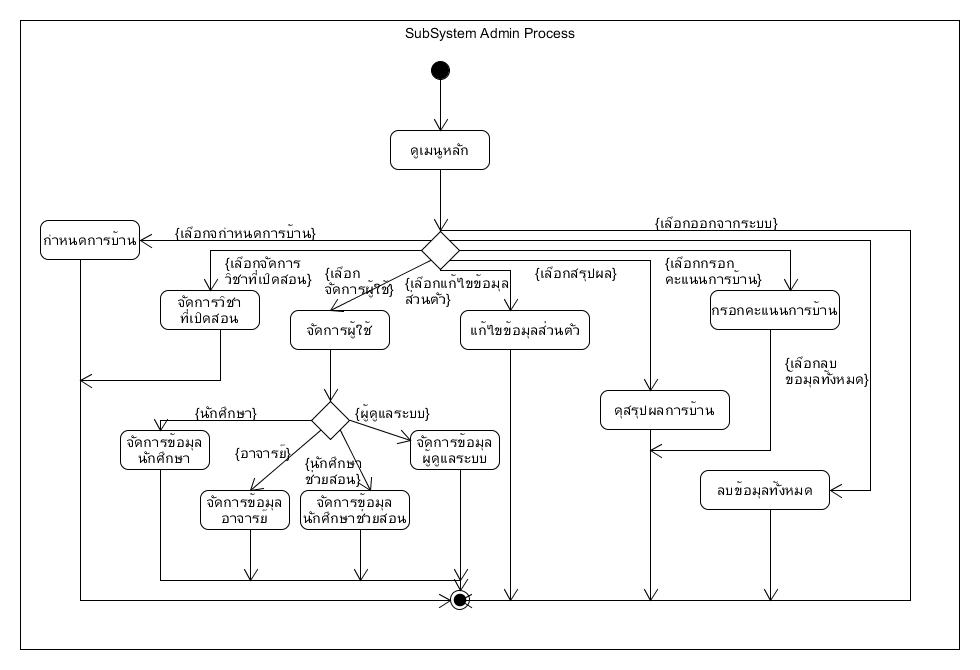 SubSystem Admin Process
ดูเมนูหลัก
{เลือกออกจากระบบ}
{เลือกจกำหนดการบ้าน}
กำหนดการบ้าน
{เลือกจัดการ
วิชาที่เปิดสอน}
{เลือก
จัดการผู้ใช้}
{เลือกแก้ไขข้อมูล
ส่วนตัว}
{เลือกสรุปผล}
{เลือกกรอก
คะแนนการบ้าน}
จัดการวิชา
ที่เปิดสอน
จัดการผู้ใช้
แก้ไขข้อมูลส่วนตัว
กรอกคะแนนการบ้าน
{เลือกลบ
ข้อมูลทั้งหมด}
ดุสรุปผลการบ้าน
{นักศึกษา}
{ผู้ดูแลระบบ}
จัดการข้อมูล
นักศึกษา
{อาจารย์}
{นักศึกษา
ช่วยสอน}
จัดการข้อมูล
ผู้ดูแลระบบ
ลบข้อมูลทั้งหมด
จัดการข้อมูล
อาจารย์
จัดการข้อมูล
นักศึกษาช่วยสอน